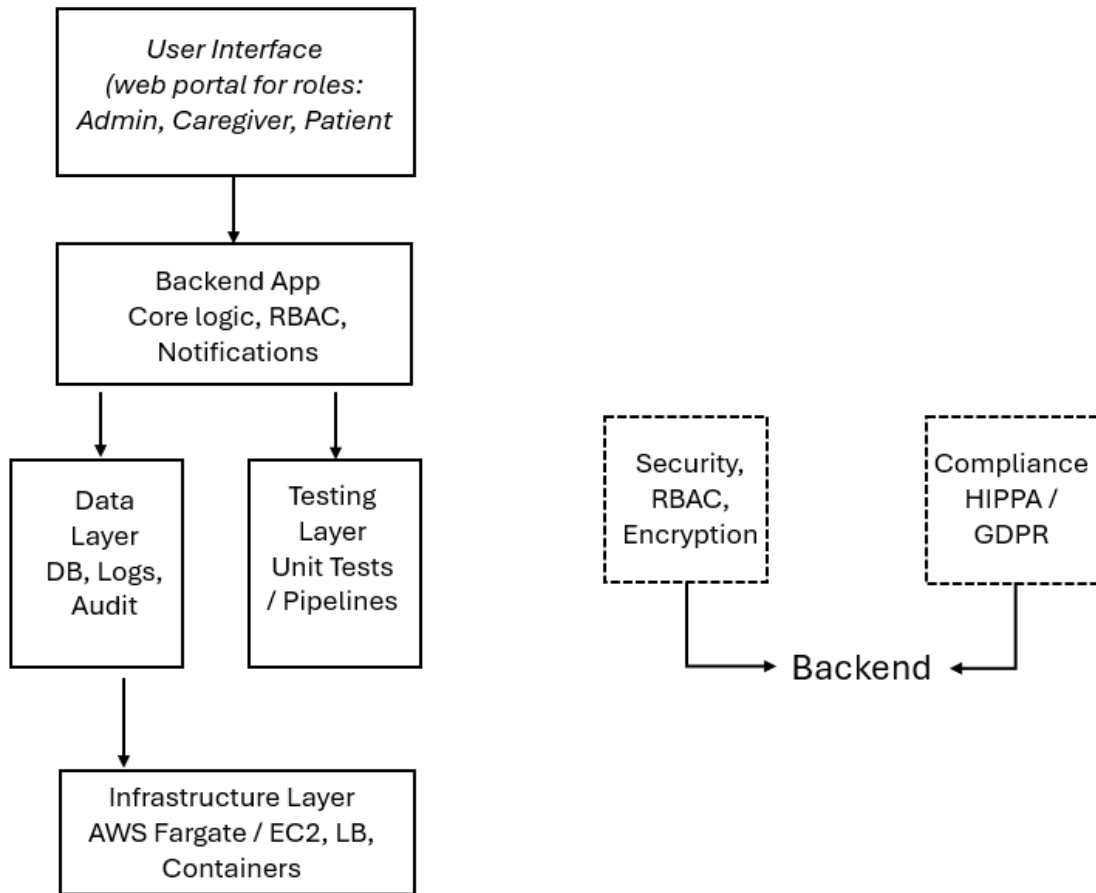 User Interface
(web portal for roles:
Admin, Caregiver, Patient
Backend App
Core logic, RBAC,
Notifications
Data
Layer
DB, Logs,
Audit
Testing
Layer
Unit Tests
/ Pipelines
Infrastructure Layer
AWS Fargate / EC2, LB,
Containers
Security,
RBAC,
Encryption
Compliance
HIPPA /
GDPR
Backend